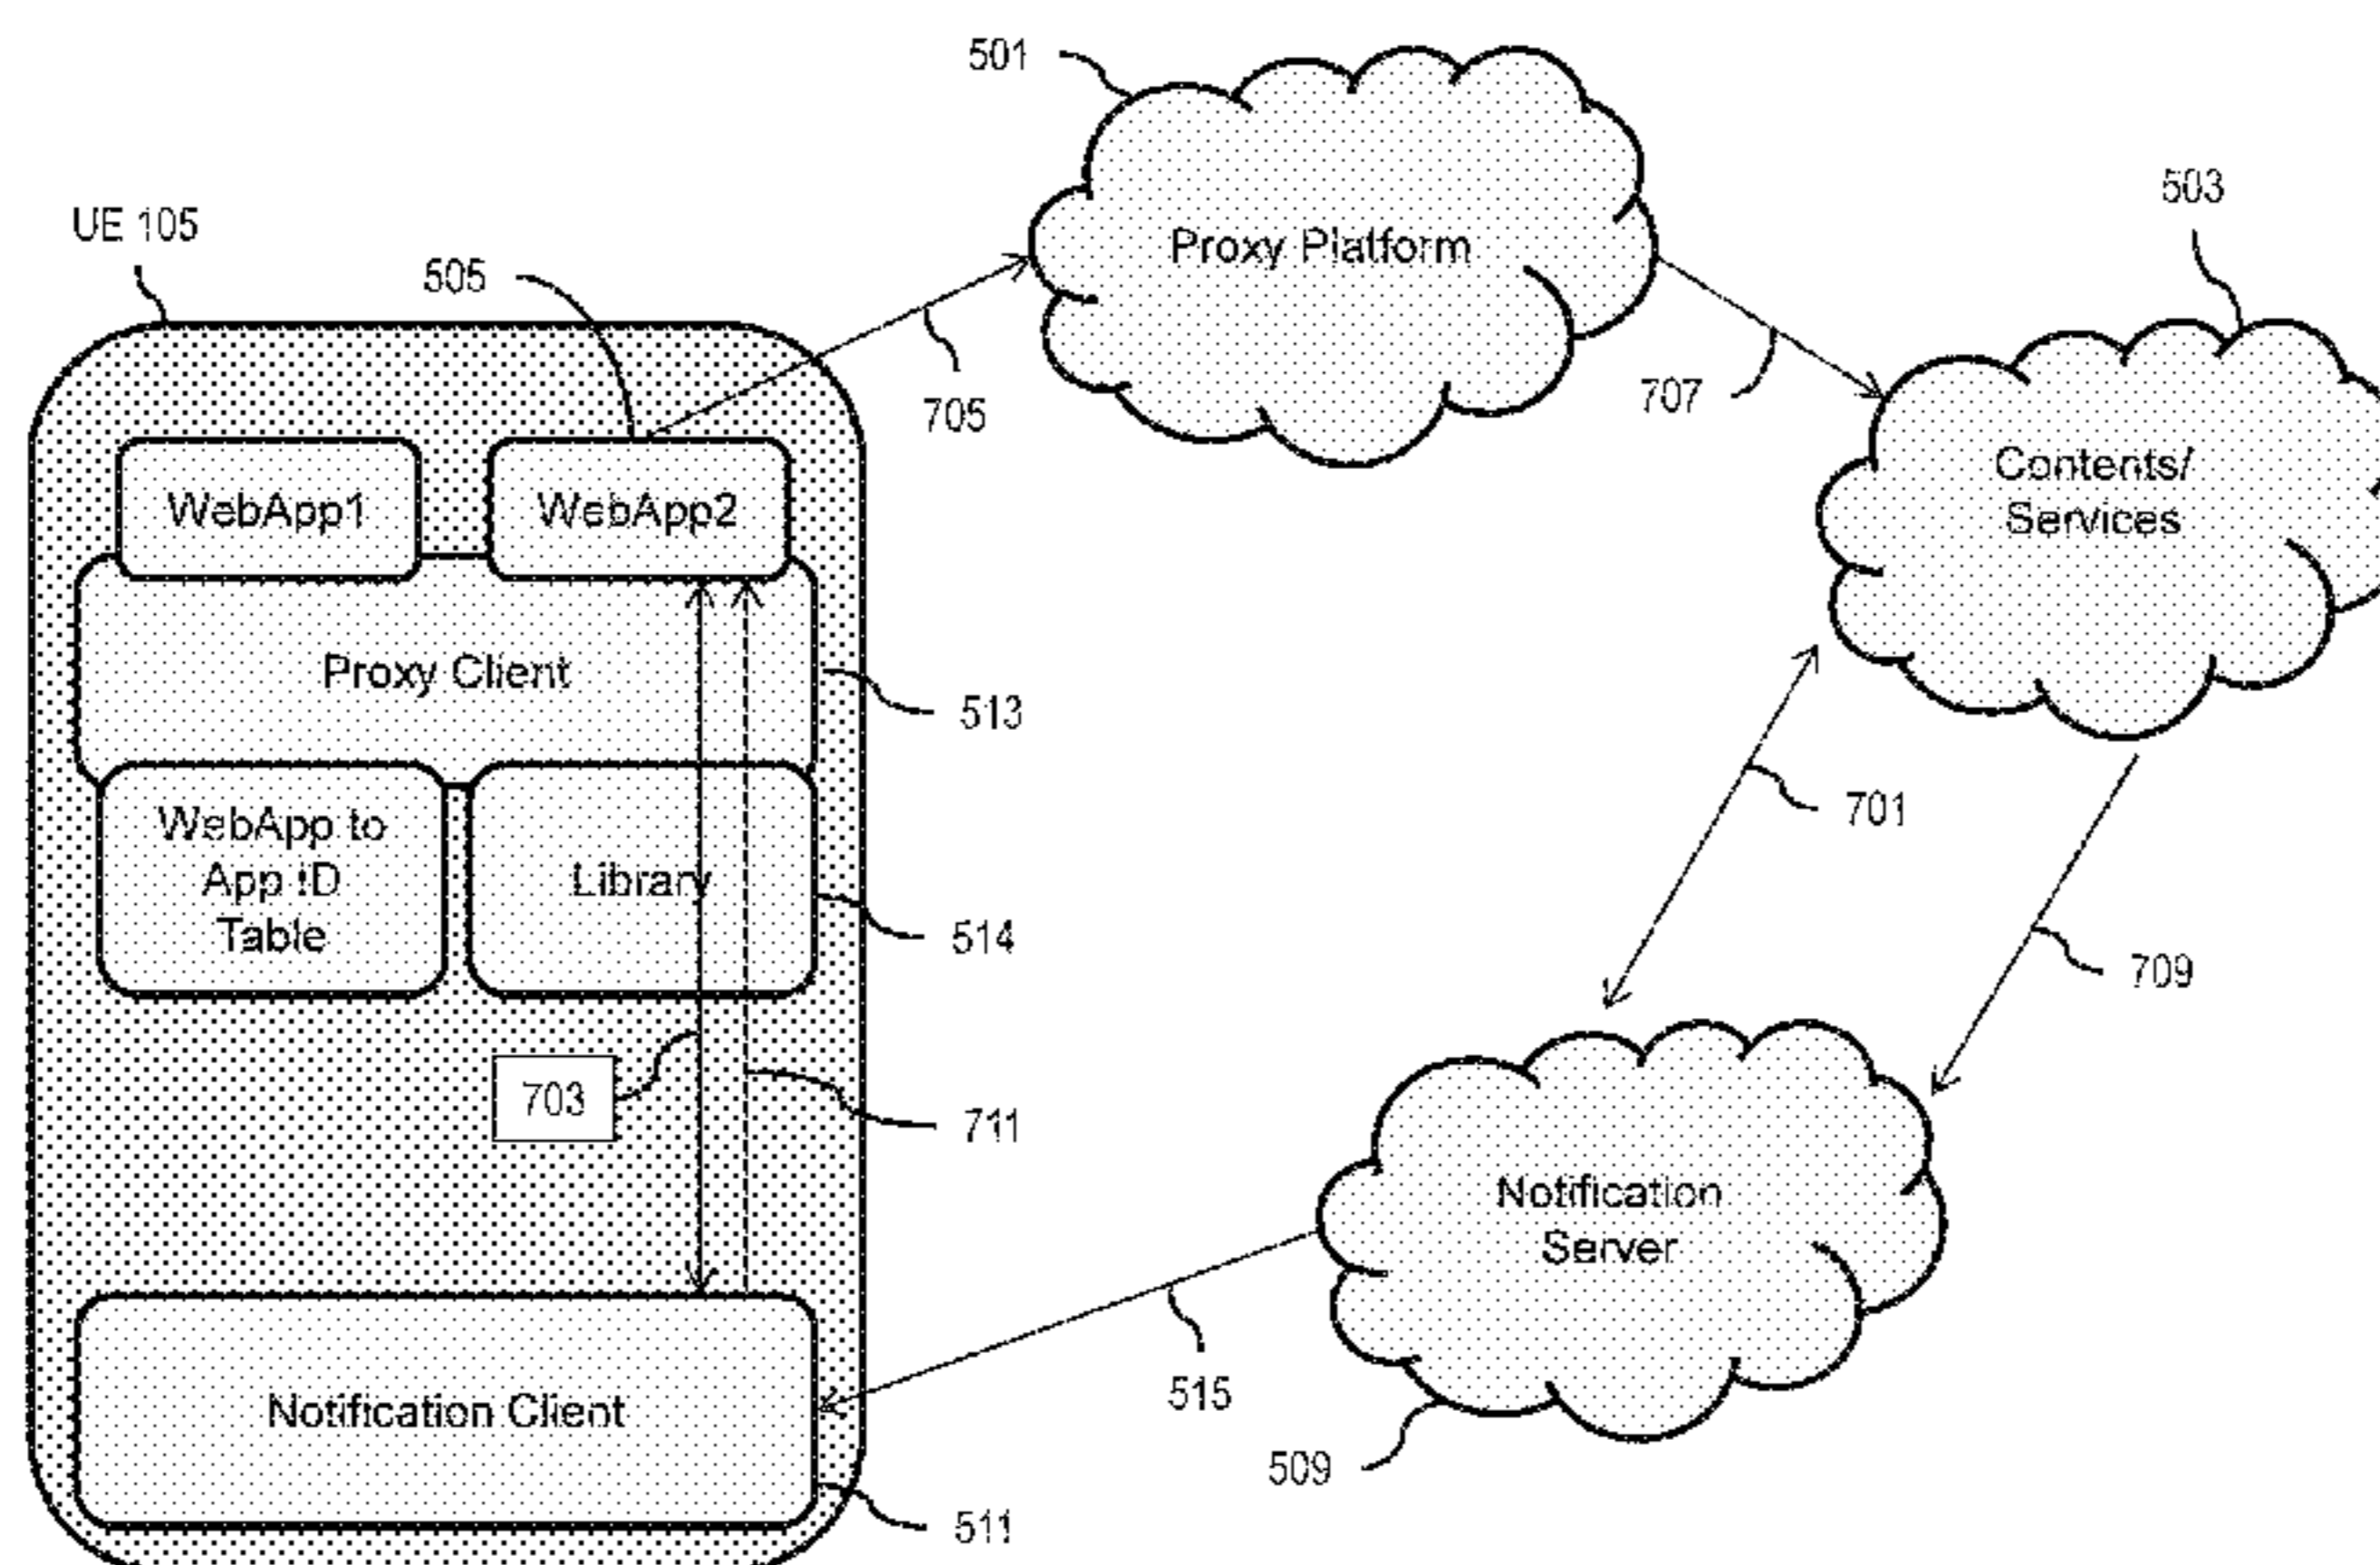 501
503
UE 105
505
Proxy Platform
705
707
Contents/
Services
WebApp1
WebApp2
Proxy Client
513
701
WebApp to
App ID
Table
Library
514
709
703
711
Notification
Server
515
509
Notification Client
511